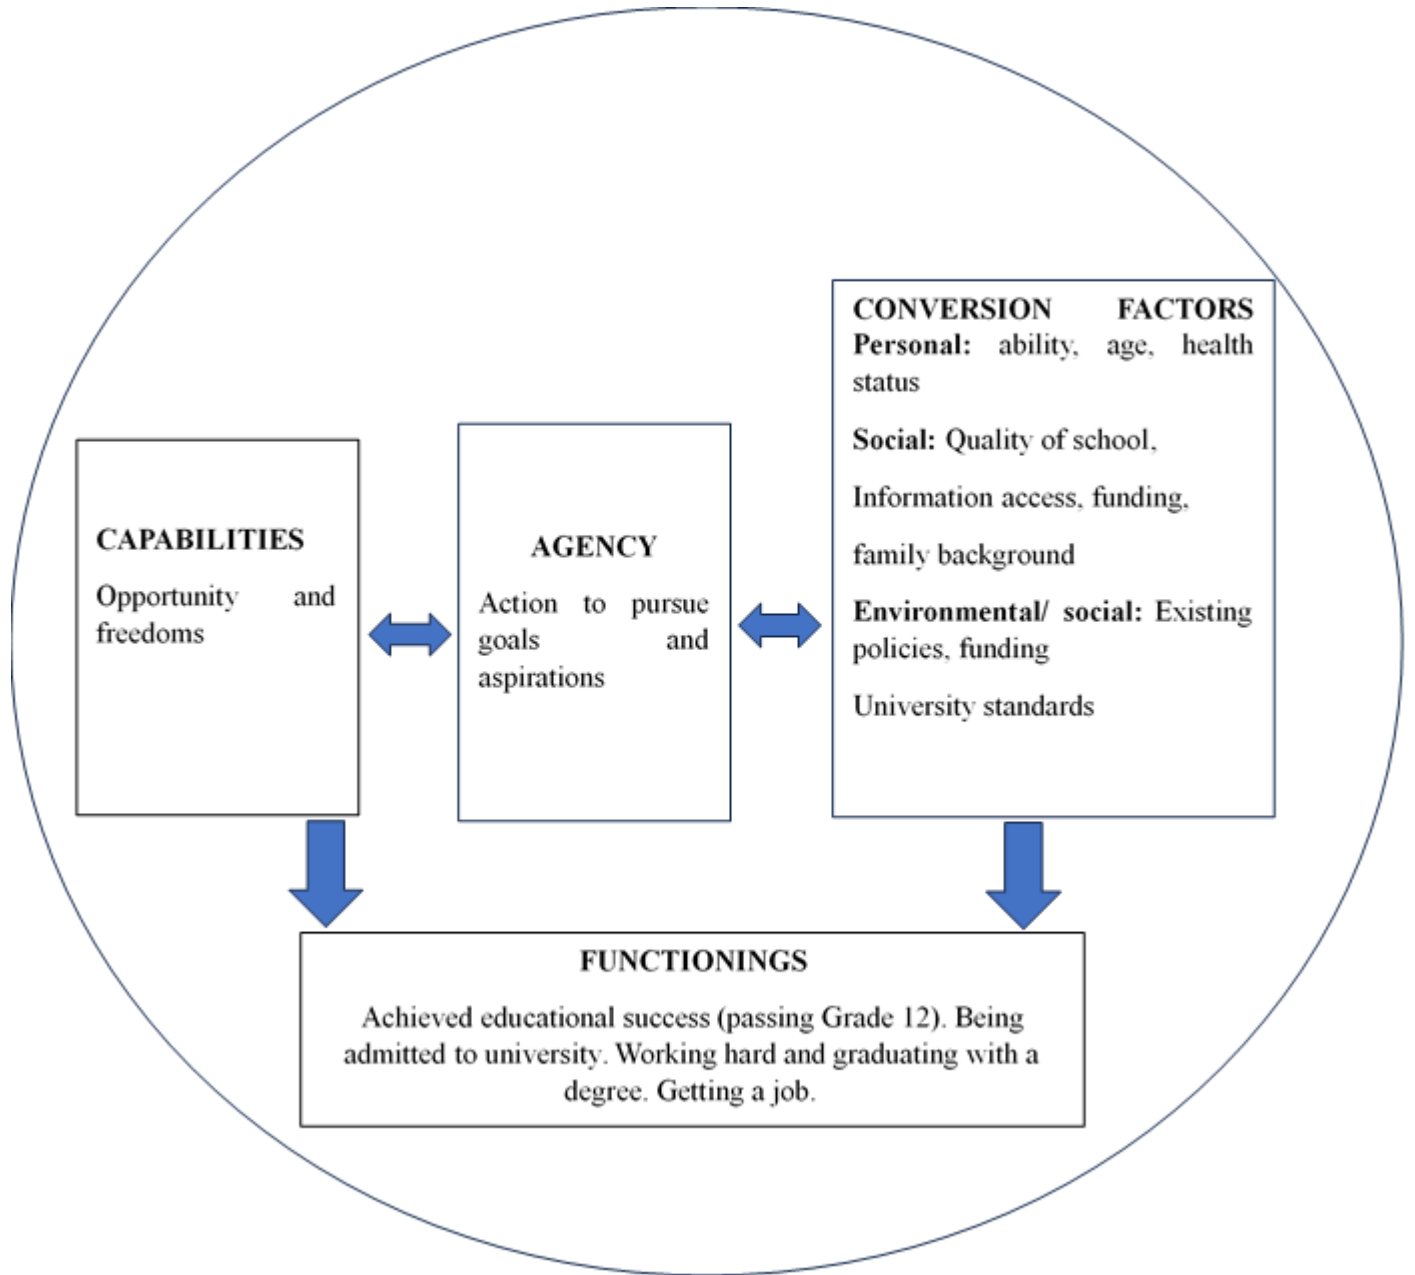 CAPABILITIES
Opportunity and
freedoms
AGENCY
Action to pursue
goals and
aspirations
CONVERSION FACTORS
Personal: ability, age, health
status
Social: Quality of school,
Information access, funding,
family background
Environmental/ social: Existing
policies, funding
University standards
FUNCTIONINGS
Achieved educational success (passing Grade 12). Being
admitted to university. Working hard and graduating with a
degree. Getting a job.